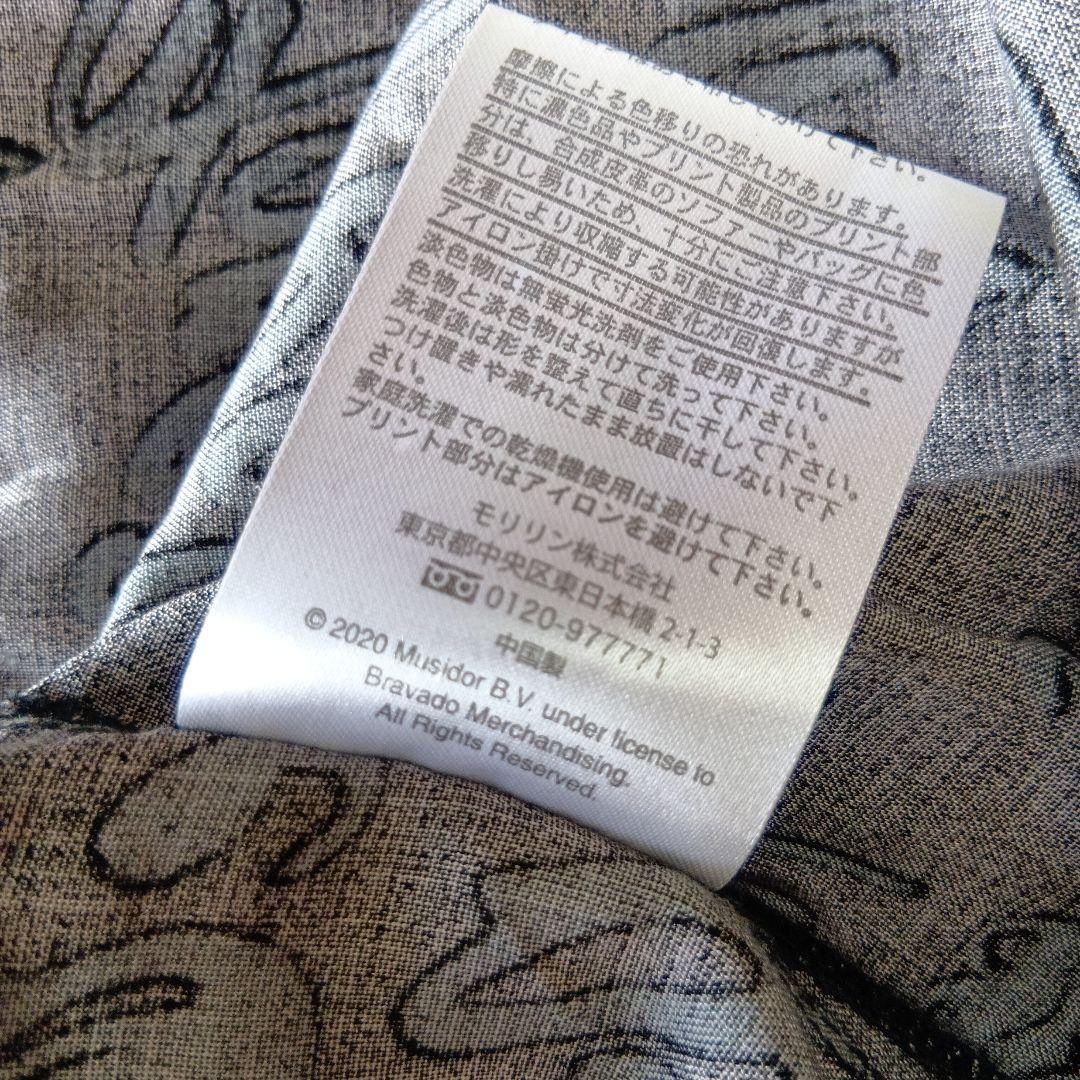 摩擦による色移りの恐れがあります。
特に濃色品やプリント製品のプリント部
分は、合成皮革のソファーやバッグに色
移りし易いため、十分にご注意下さい。
洗濯により収縮する可能性がありますが
アイロン掛けで寸法変化が回復します。
淡色物は無蛍光洗剤をご使用下さい。
色物と淡色物は分けて洗って下さい。
洗濯後は形を整えて直ちに干して下さい。
つけ置きや濡れたまま放置はしないで下
さい。
家庭洗濯での乾燥機使用は避けて下さい。
プリント部分はアイロンを避けて下さい。
モリリン株式会社
東京都中央区東日本橋2-1-3
0120-977771
中国製
© 2020 Musidor B.V. under license to
Bravado Merchandising.
All Rights Reserved.